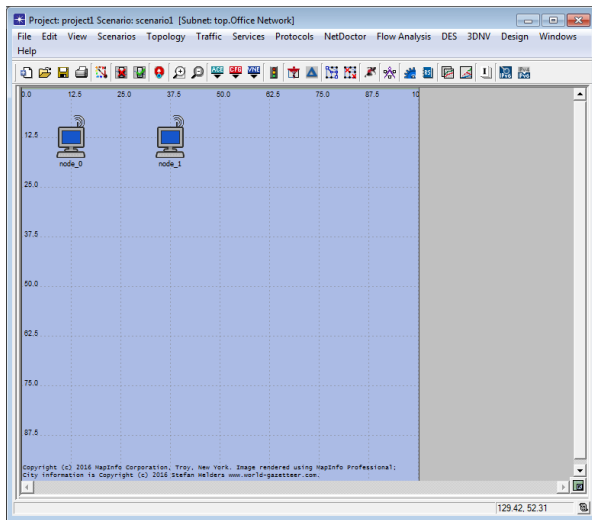 Project: project1 Scenario: scenario1 [Subnet: top.Office Network]
File Edit View Scenarios Topology Traffic Services Protocols NetDoctor Flow Analysis DES 3DNV Design Windows
Help
0.0 12.5 25.0 37.5 50.0 62.5 75.0 87.5 10
12.5
node_0 node_1
25.0
37.5
50.0
62.5
75.0
87.5
Copyright (c) 2016 MapInfo Corporation, Troy, New York. Image rendered using MapInfo Professional;
City information is Copyright (c) 2016 Stefan Helders www.world-gazetteer.com.
129.42, 52.31